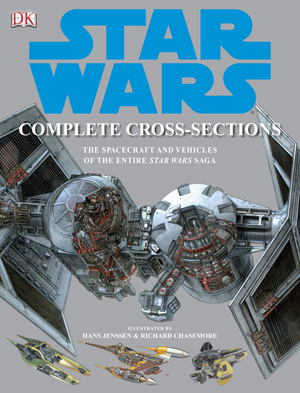 DK
STAR
WARS
COMPLETE CROSS-SECTIONS
THE SPACECRAFT AND VEHICLES
OF THE ENTIRE STAR WARS SAGA
ILLUSTRATED BY
HANS JENSSEN & RICHARD CHASEMORE